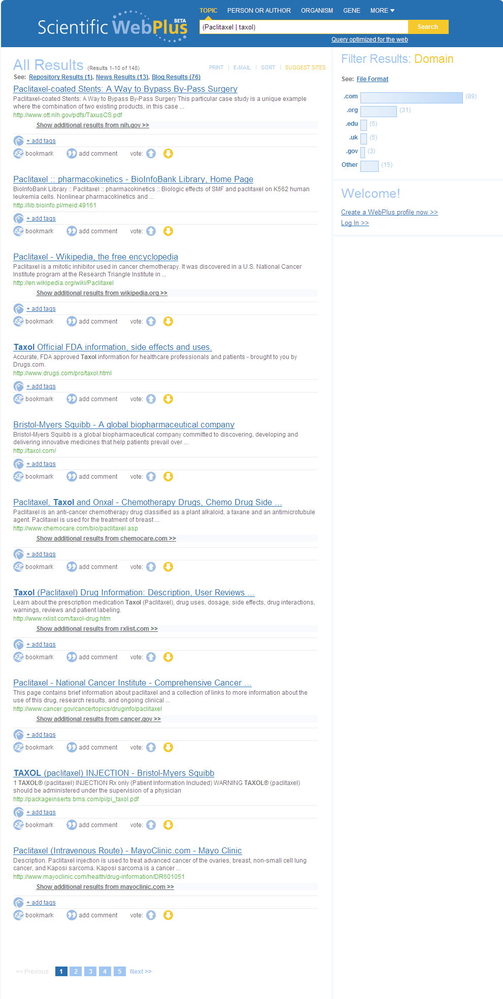 TOPIC PERSON OR AUTHOR ORGANISM GENE MORE
Scientific WebPlus BETA
(Paclitaxel | taxol) Search
Query optimized for the web
All Results (Results 1-10 of 148) PRINT E-MAIL SORT SUGGEST SITES
See: Repository Results (1), News Results (13), Blog Results (76)
Paclitaxel-coated Stents: A Way to Bypass By-Pass Surgery
Paclitaxel-coated Stents: A Way to Bypass By-Pass Surgery This particular case study is a unique example
where the combination of two existing products, in this case ...
http://www.ott.nih.gov/pdfs/TaxusCS.pdf
Show additional results from nih.gov >>
+ add tags
bookmark add comment vote:
Paclitaxel :: pharmacokinetics - BioInfoBank Library, Home Page
BioInfoBank Library :: Paclitaxel :: pharmacokinetics :: Biologic effects of SMF and paclitaxel on K562 human
leukemia cells. Nonlinear pharmacokinetics and ...
http://lib.bioinfo.pl/meid:49161
+ add tags
bookmark add comment vote:
Paclitaxel - Wikipedia, the free encyclopedia
Paclitaxel is a mitotic inhibitor used in cancer chemotherapy. It was discovered in a U.S. National Cancer
Institute program at the Research Triangle Institute in ...
http://en.wikipedia.org/wiki/Paclitaxel
Show additional results from wikipedia.org >>
+ add tags
bookmark add comment vote:
Taxol Official FDA information, side effects and uses.
Accurate, FDA approved Taxol information for healthcare professionals and patients - brought to you by
Drugs.com.
http://www.drugs.com/pro/taxol.html
+ add tags
bookmark add comment vote:
Bristol-Myers Squibb - A global biopharmaceutical company
Bristol-Myers Squibb is a global biopharmaceutical company committed to discovering, developing and
delivering innovative medicines that help patients prevail over ...
http://taxol.com/
+ add tags
bookmark add comment vote:
Paclitaxel, Taxol and Onxal - Chemotherapy Drugs, Chemo Drug Side ...
Paclitaxel is an anti-cancer chemotherapy drug classified as a plant alkaloid, a taxane and an antimicrotubule
agent. Paclitaxel is used for the treatment of breast ...
http://www.chemocare.com/bio/paclitaxel.asp
Show additional results from chemocare.com >>
+ add tags
bookmark add comment vote:
Taxol (Paclitaxel) Drug Information: Description, User Reviews ...
Learn about the prescription medication Taxol (Paclitaxel), drug uses, dosage, side effects, drug interactions,
warnings, reviews and patient labeling.
http://www.rxlist.com/taxol-drug.htm
Show additional results from rxlist.com >>
+ add tags
bookmark add comment vote:
Paclitaxel - National Cancer Institute - Comprehensive Cancer ...
This page contains brief information about paclitaxel and a collection of links to more information about the
use of this drug, research results, and ongoing clinical ...
http://www.cancer.gov/cancertopics/druginfo/paclitaxel
Show additional results from cancer.gov >>
+ add tags
bookmark add comment vote:
TAXOL (paclitaxel) INJECTION - Bristol-Myers Squibb
1 TAXOL® (paclitaxel) INJECTION Rx only (Patient Information Included) WARNING TAXOL® (paclitaxel)
should be administered under the supervision of a physician
http://packageinserts.bms.com/pi/pi_taxol.pdf
+ add tags
bookmark add comment vote:
Paclitaxel (Intravenous Route) - MayoClinic.com - Mayo Clinic
Description. Paclitaxel injection is used to treat advanced cancer of the ovaries, breast, non-small cell lung
cancer, and Kaposi sarcoma. Kaposi sarcoma is a cancer ...
http://www.mayoclinic.com/health/drug-information/DR601051
Show additional results from mayoclinic.com >>
+ add tags
bookmark add comment vote:
<< Previous 1 2 3 4 5 Next >>
Filter Results: Domain
See: File Format
.com (89)
.org (31)
.edu (5)
.uk (5)
.gov (3)
Other (15)
Welcome!
Create a WebPlus profile now >>
Log In >>